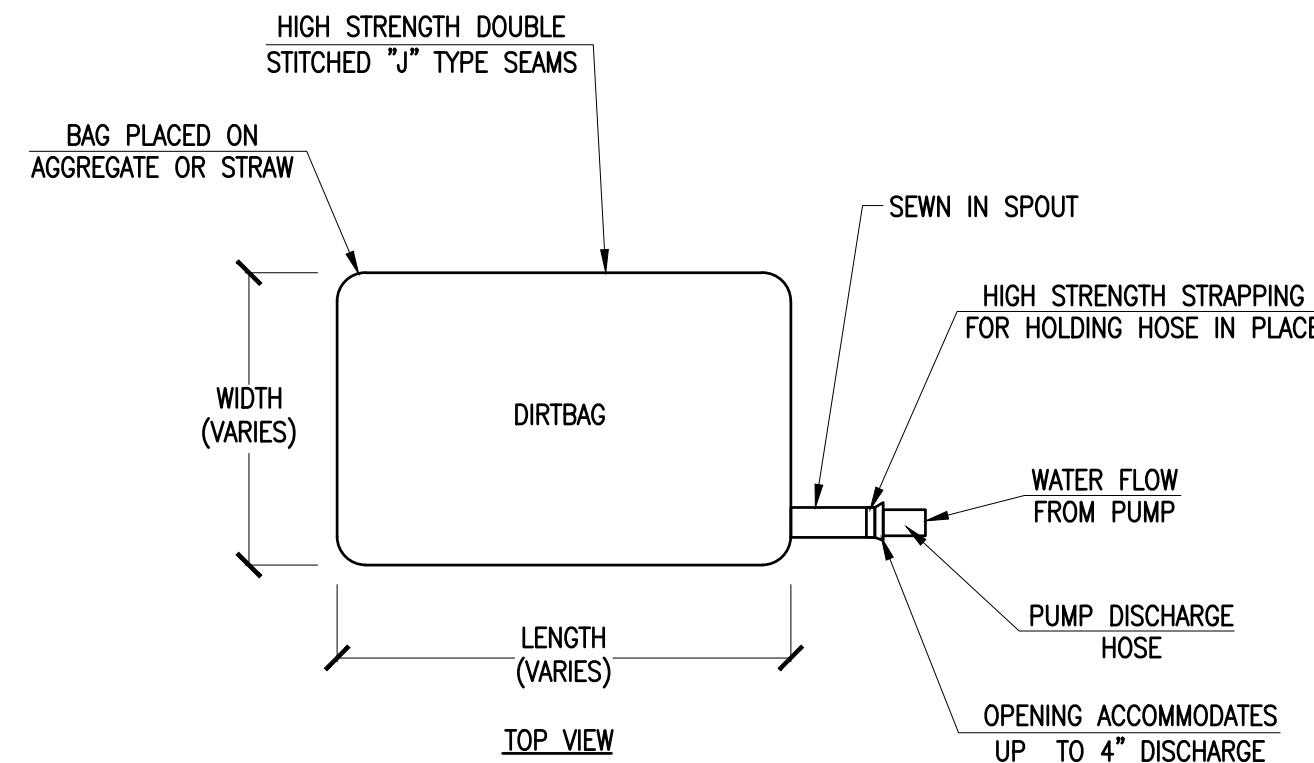 HIGH STRENGTH DOUBLE
STITCHED "J" TYPE SEAMS
BAG PLACED ON
AGGREGATE OR STRAW
SEWN IN SPOUT
HIGH STRENGTH STRAPPING
FOR HOLDING HOSE IN PLACE
WIDTH
(VARIES)
DIRTBAG
WATER FLOW
FROM PUMP
PUMP DISCHARGE
HOSE
LENGTH
(VARIES)
OPENING ACCOMMODATES
UP TO 4" DISCHARGE
TOP VIEW